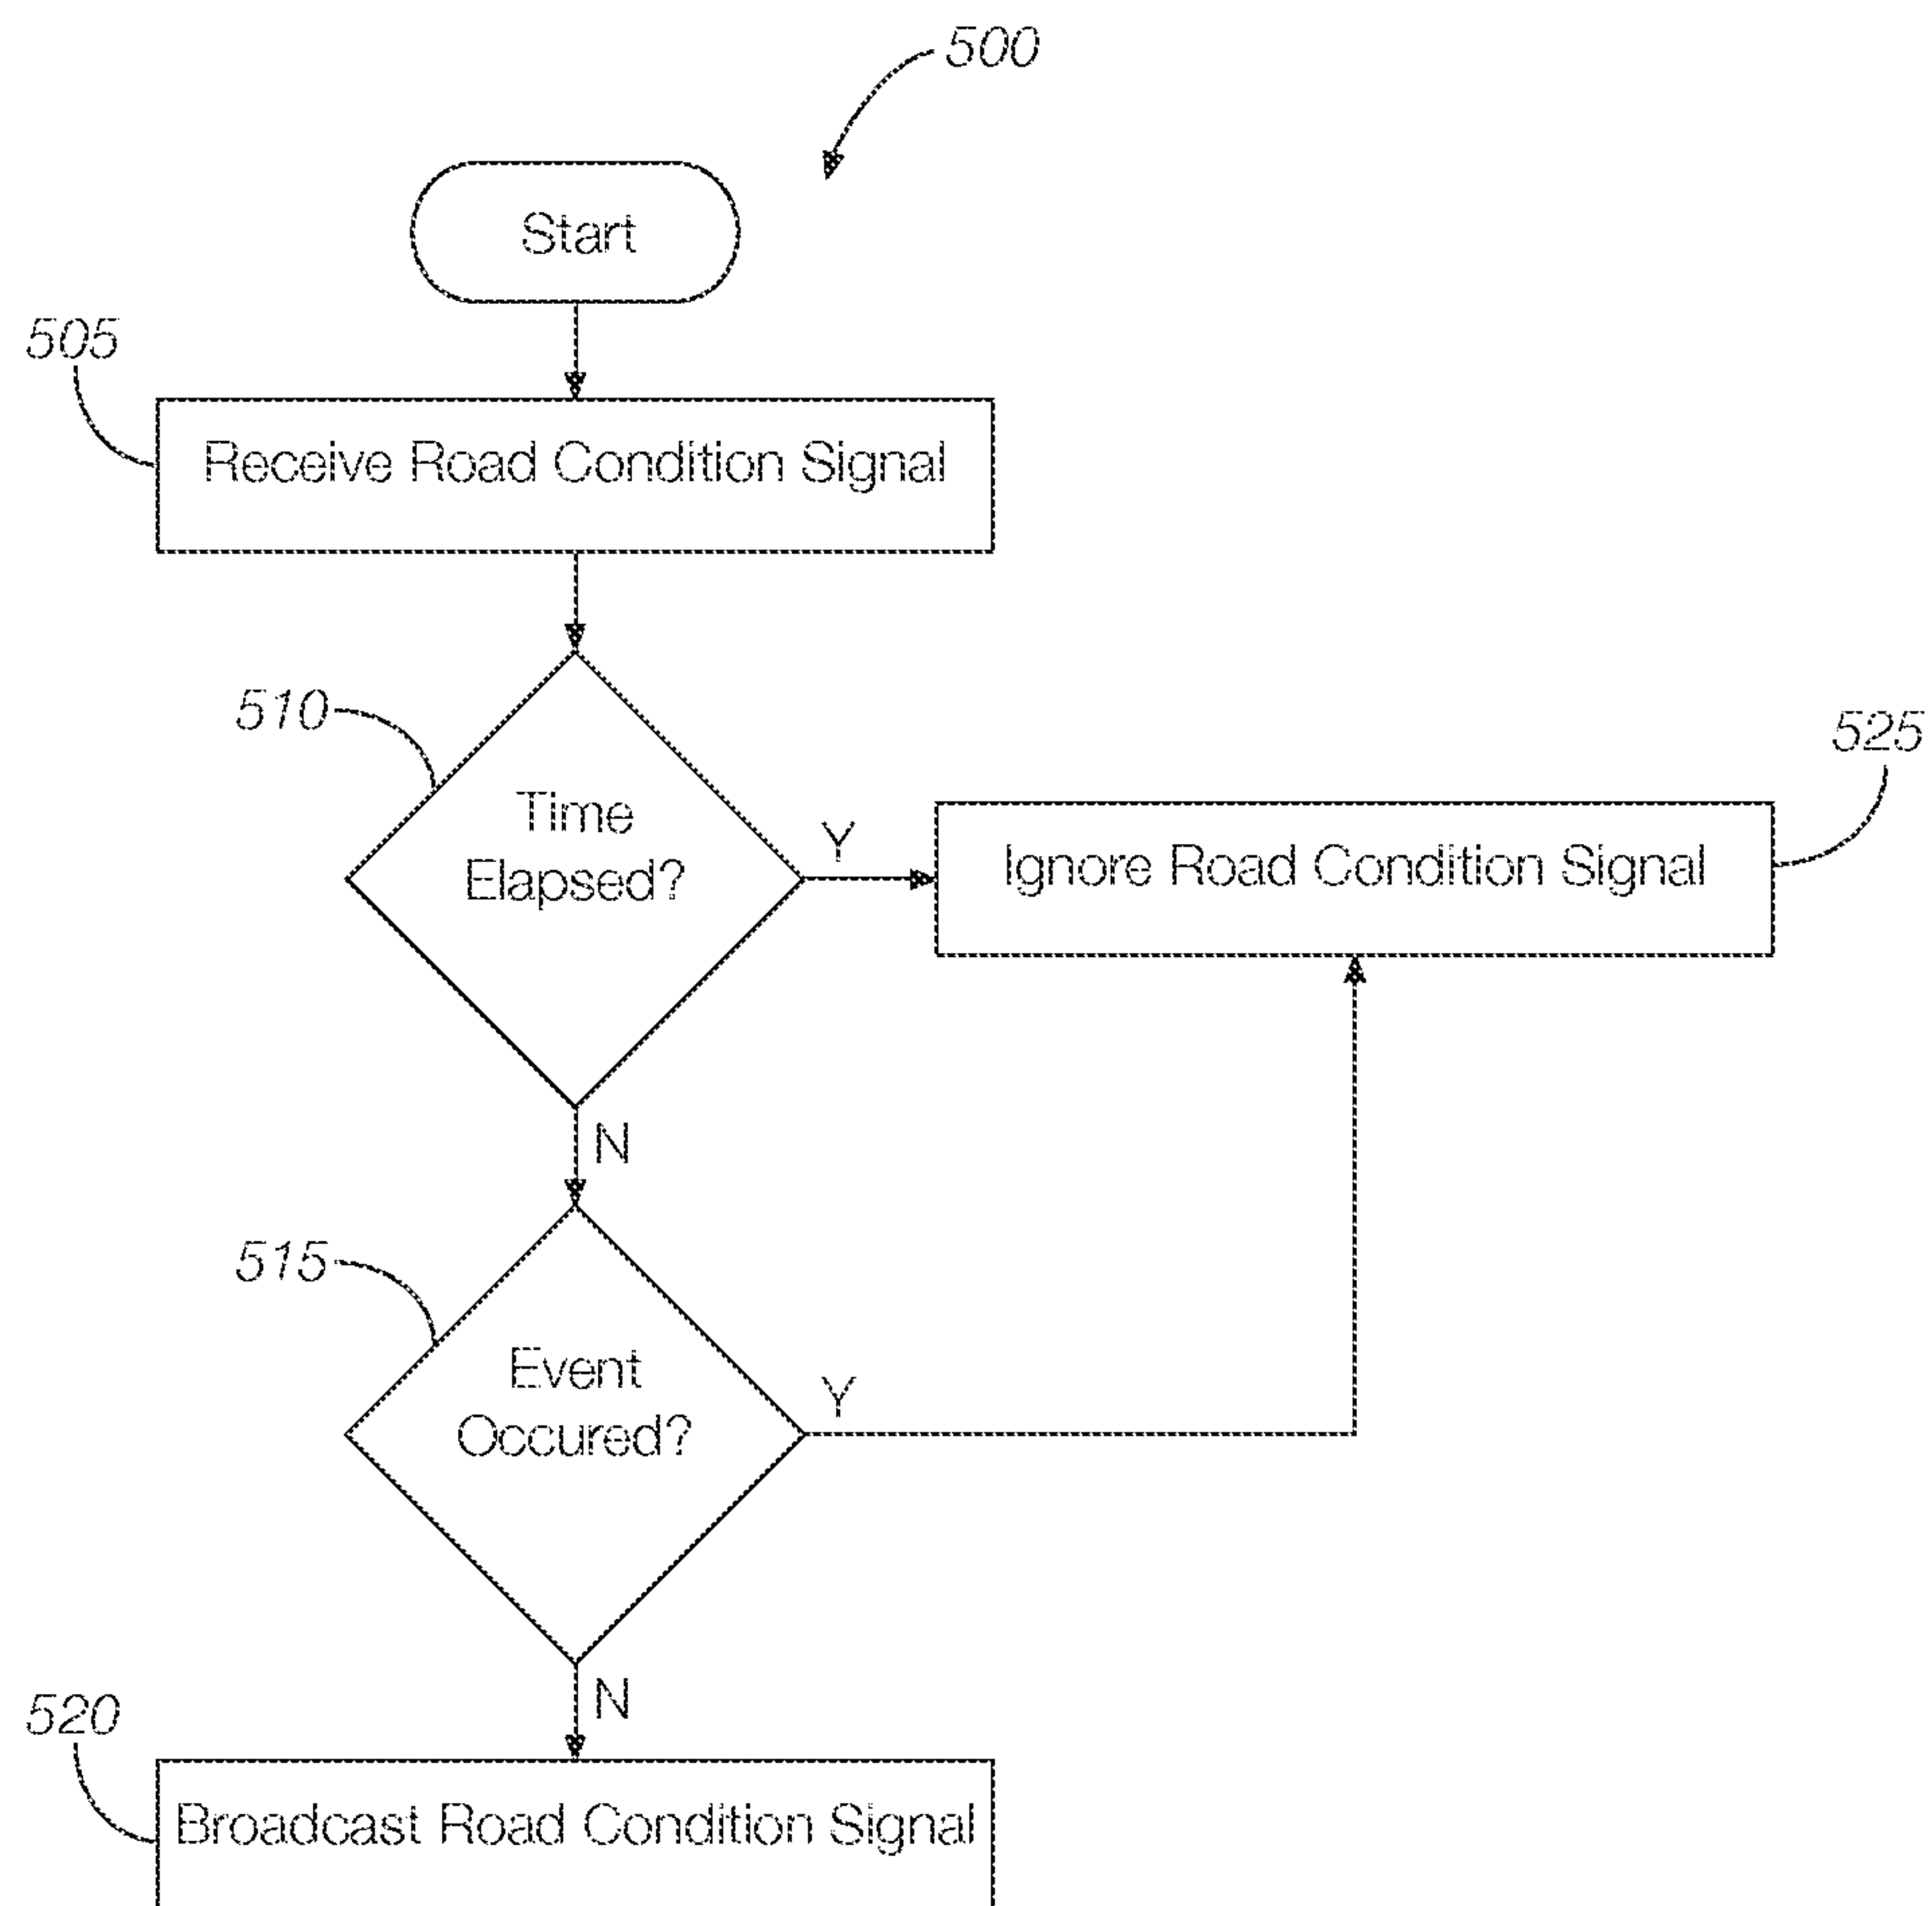 500
Start
505
Receive Road Condition Signal
510
Time
Elapsed?
Y
525
Ignore Road Condition Signal
N
515
Event
Occured?
Y
N
520
Broadcast Road Condition Signal